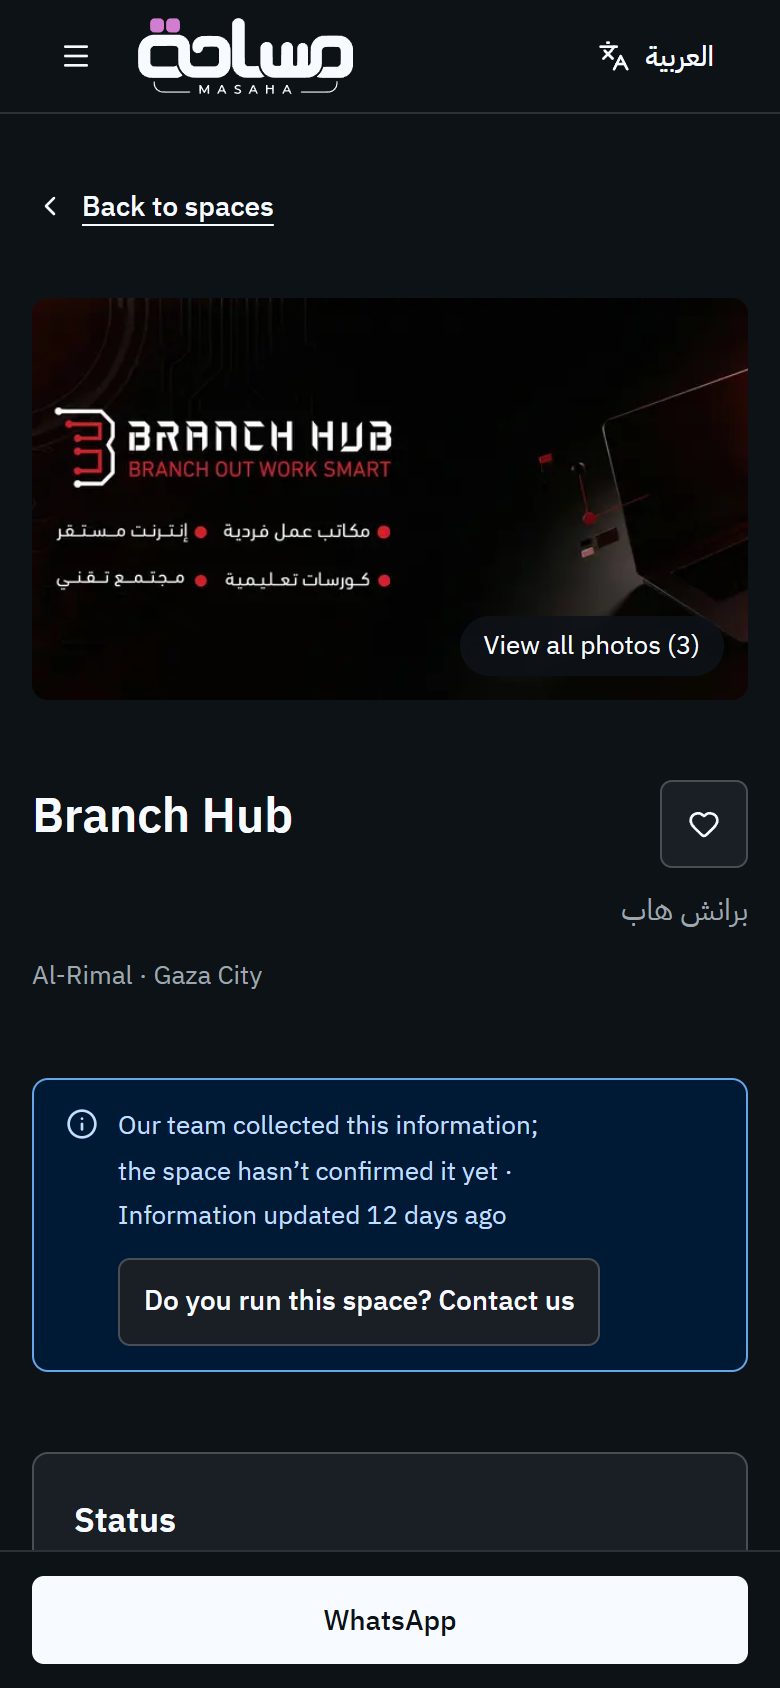 مساحة
MASAHA
العربية
Back to spaces
BRANCH HUB
BRANCH OUT WORK SMART
مكاتب عمل فردية إنترنت مستقر
كورسات تعليمية مجتمع تقني
View all photos (3)
Branch Hub
برانش هاب
Al-Rimal · Gaza City
Our team collected this information;
the space hasn’t confirmed it yet ·
Information updated 12 days ago
Do you run this space? Contact us
Status
WhatsApp